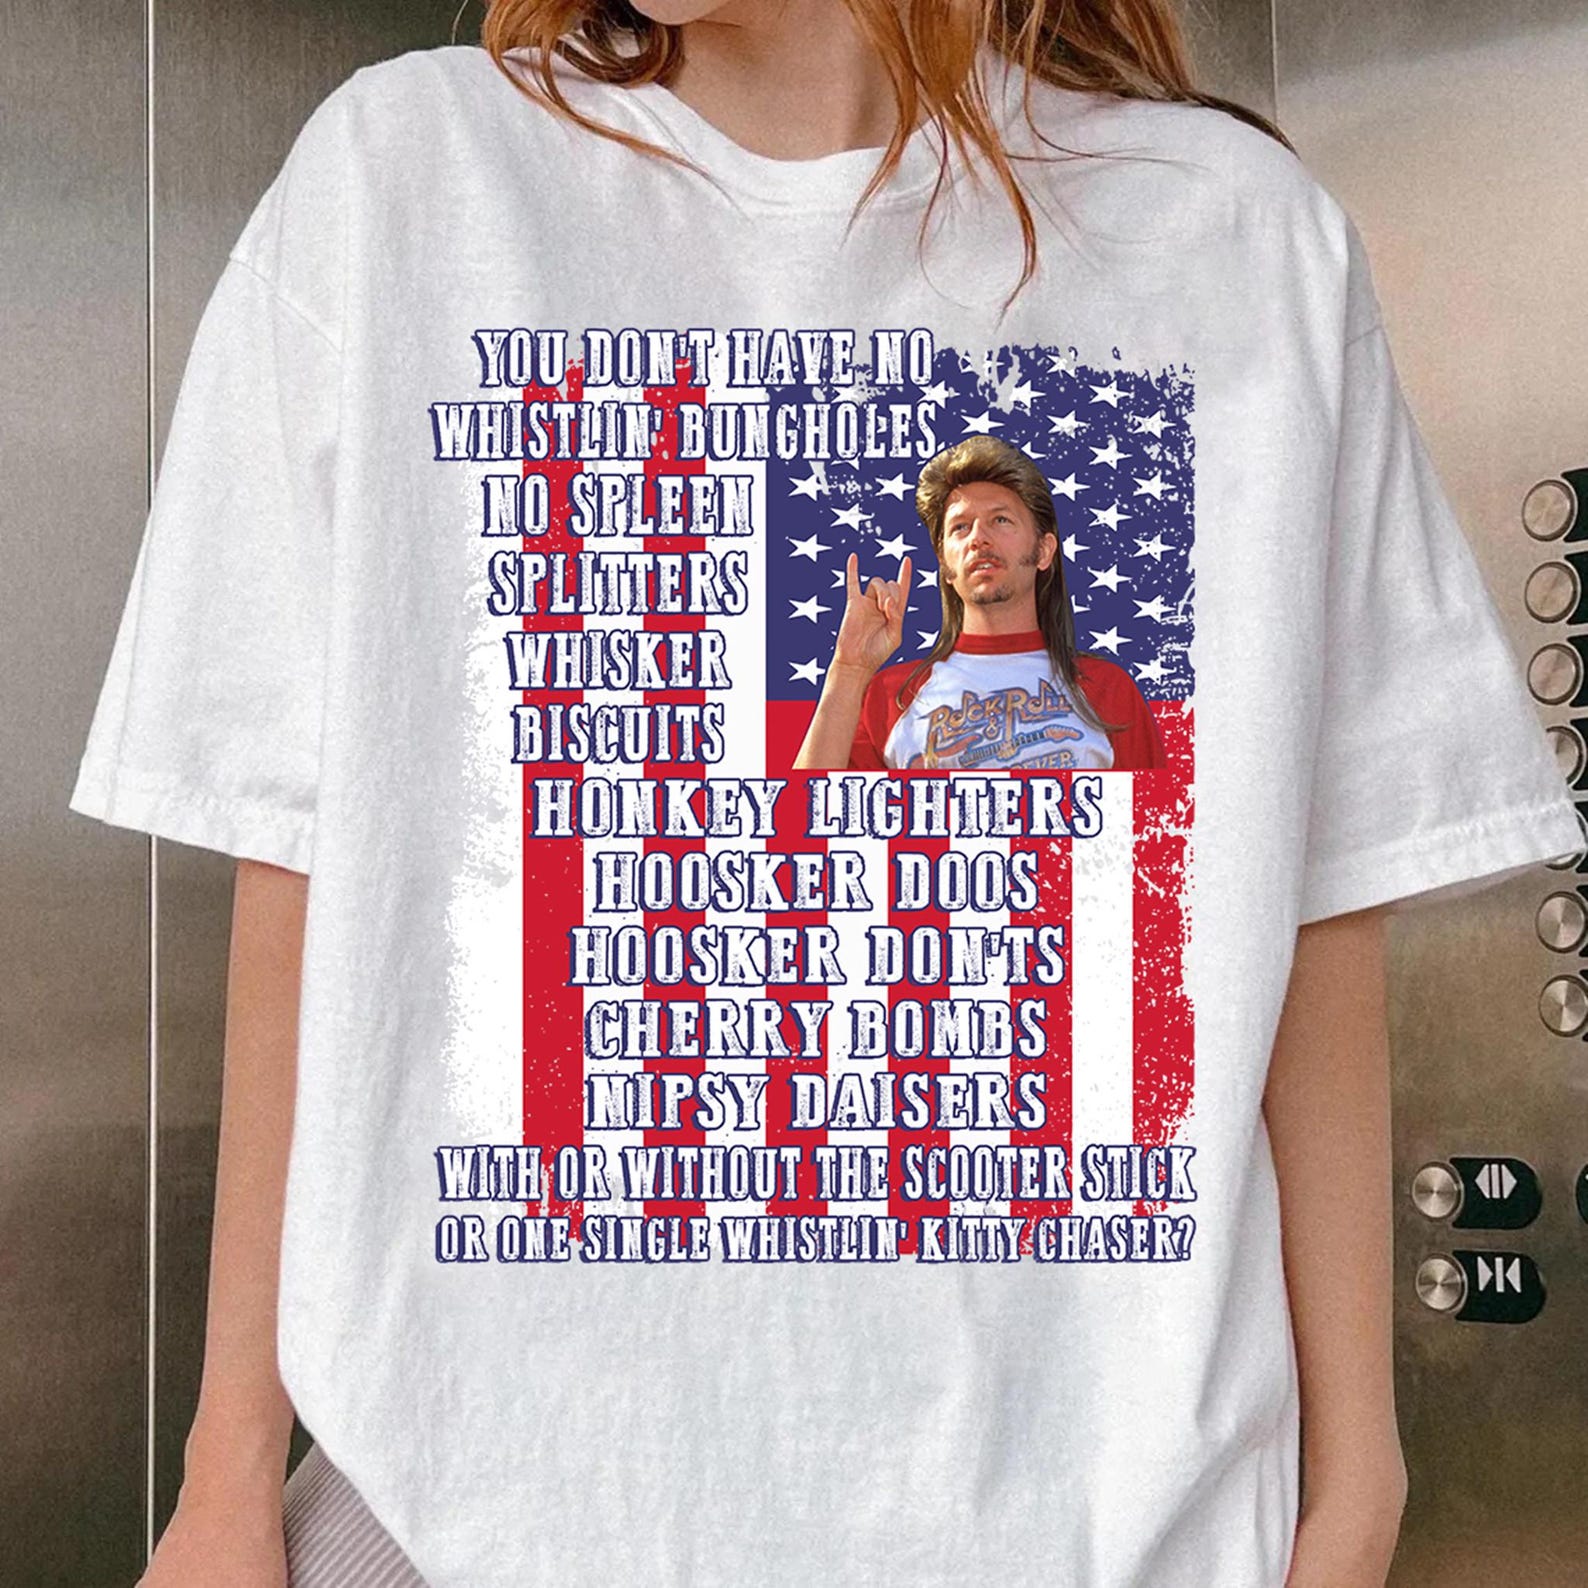 YOU DON'T HAVE NO
WHISTLIN' BUNGHOLES,
NO SPLEEN
SPLITTERS
WHISKER
BISCUITS
ROCK & ROLL
HONKEY LIGHTERS
HOOSKER DOOS
HOOSKER DON'TS
CHERRY BOMBS
NIPSY DAISERS
WITH, OR WITHOUT THE SCOOTER STICK
OR ONE SINGLE WHISTLIN' KITTY CHASER?